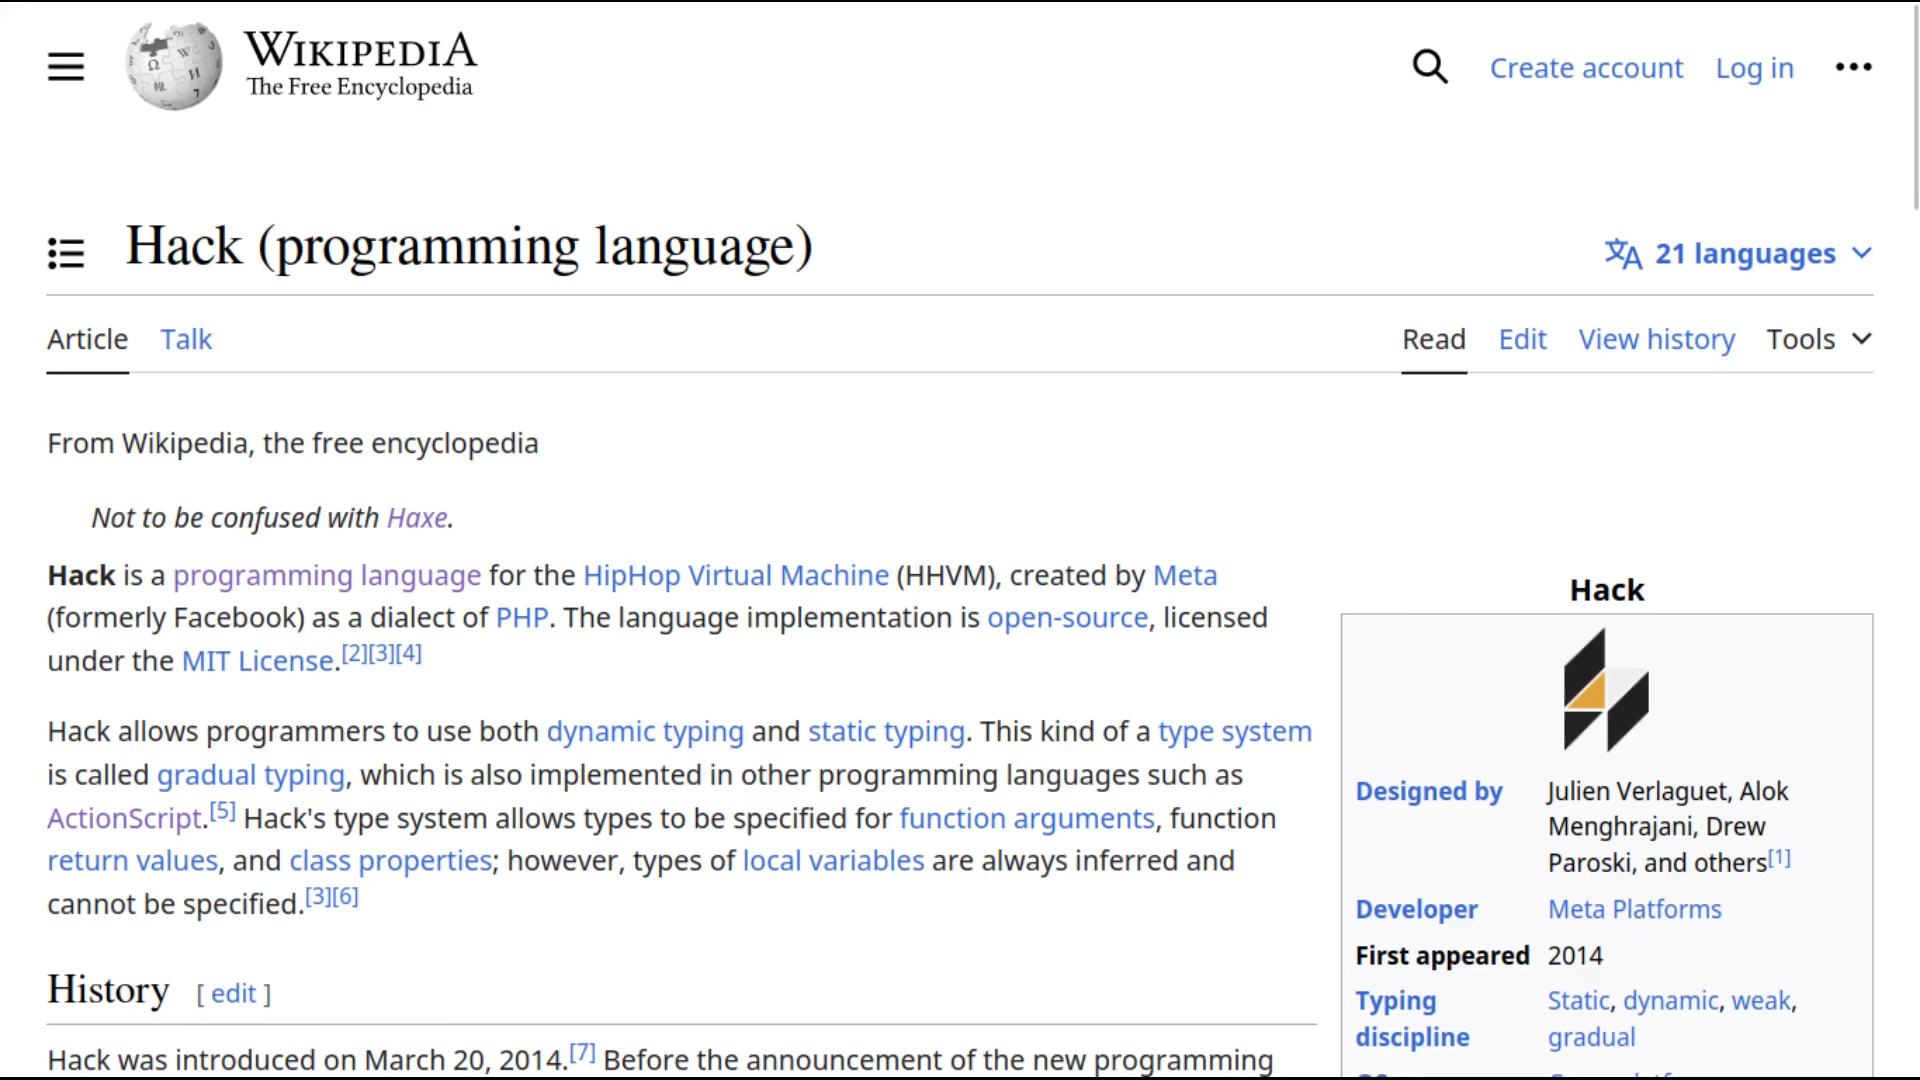 WIKIPEDIA
The Free Encyclopedia
Create account Log in
Hack (programming language)
21 languages
Article Talk
Read Edit View history Tools
From Wikipedia, the free encyclopedia
Not to be confused with Haxe.
Hack is a programming language for the HipHop Virtual Machine (HHVM), created by Meta
(formerly Facebook) as a dialect of PHP. The language implementation is open-source, licensed
under the MIT License.[2][3][4]
Hack allows programmers to use both dynamic typing and static typing. This kind of a type system
is called gradual typing, which is also implemented in other programming languages such as
ActionScript.[5] Hack's type system allows types to be specified for function arguments, function
return values, and class properties; however, types of local variables are always inferred and
cannot be specified.[3][6]
History [ edit ]
Hack was introduced on March 20, 2014.[7] Before the announcement of the new programming
Hack
Designed by Julien Verlaguet, Alok
Menghrajani, Drew
Paroski, and others[1]
Developer Meta Platforms
First appeared 2014
Typing Static, dynamic, weak,
discipline gradual